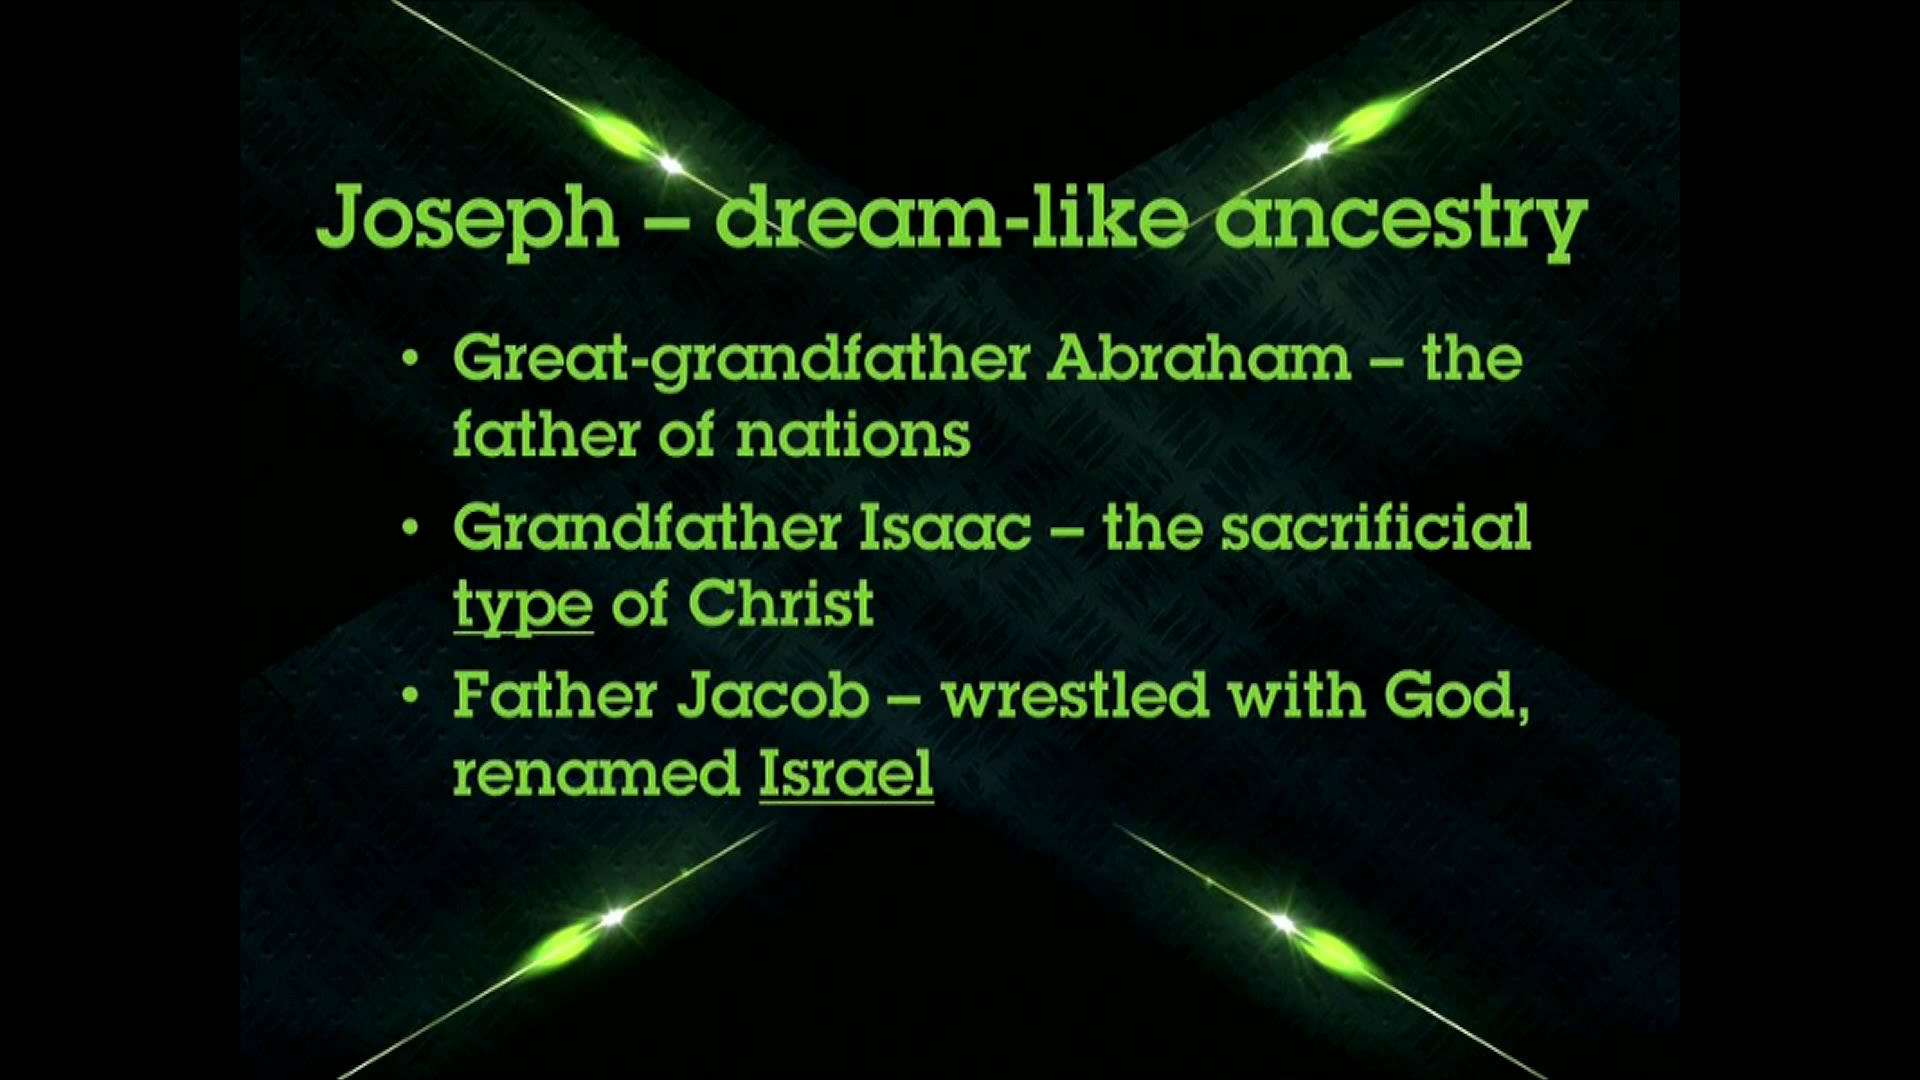 Joseph – dream-like ancestry
• Great-grandfather Abraham – the
father of nations
• Grandfather Isaac – the sacrificial
type of Christ
• Father Jacob – wrestled with God,
renamed Israel